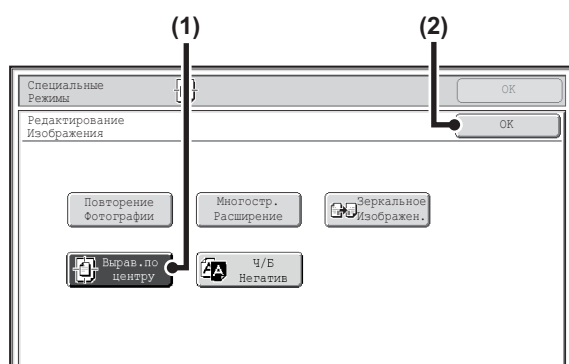 (1) (2)
Специальные
Режимы
OK
Редактирование
Изображения
OK
Повторение
Фотографии
Многостр.
Расширение
Зеркальное
Изображен.
Вырав.по
центру
Ч/Б
Негатив